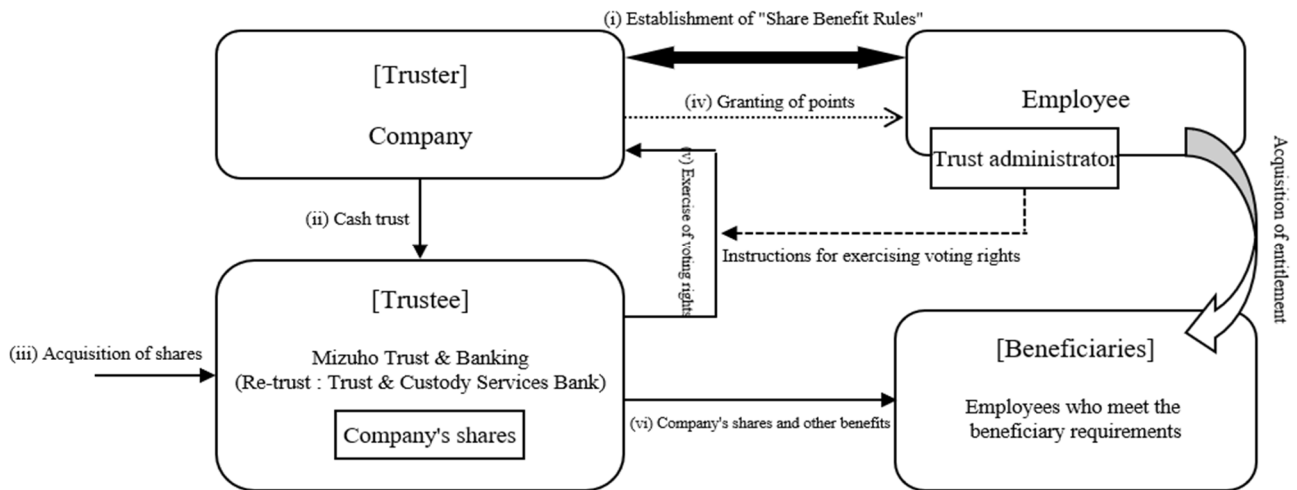 (i) Establishment of "Share Benefit Rules"
[Truster]
Company
(iv) Granting of points
Employee
Trust administrator
(v) Exercise of
voting rights
Acquisition of
entitlement
(ii) Cash trust
Instructions for exercising voting rights
[Trustee]
Mizuho Trust & Banking
(Re-trust : Trust & Custody Services Bank)
Company's shares
(iii) Acquisition of shares
(vi) Company's shares and other benefits
[Beneficiaries]
Employees who meet the
beneficiary requirements